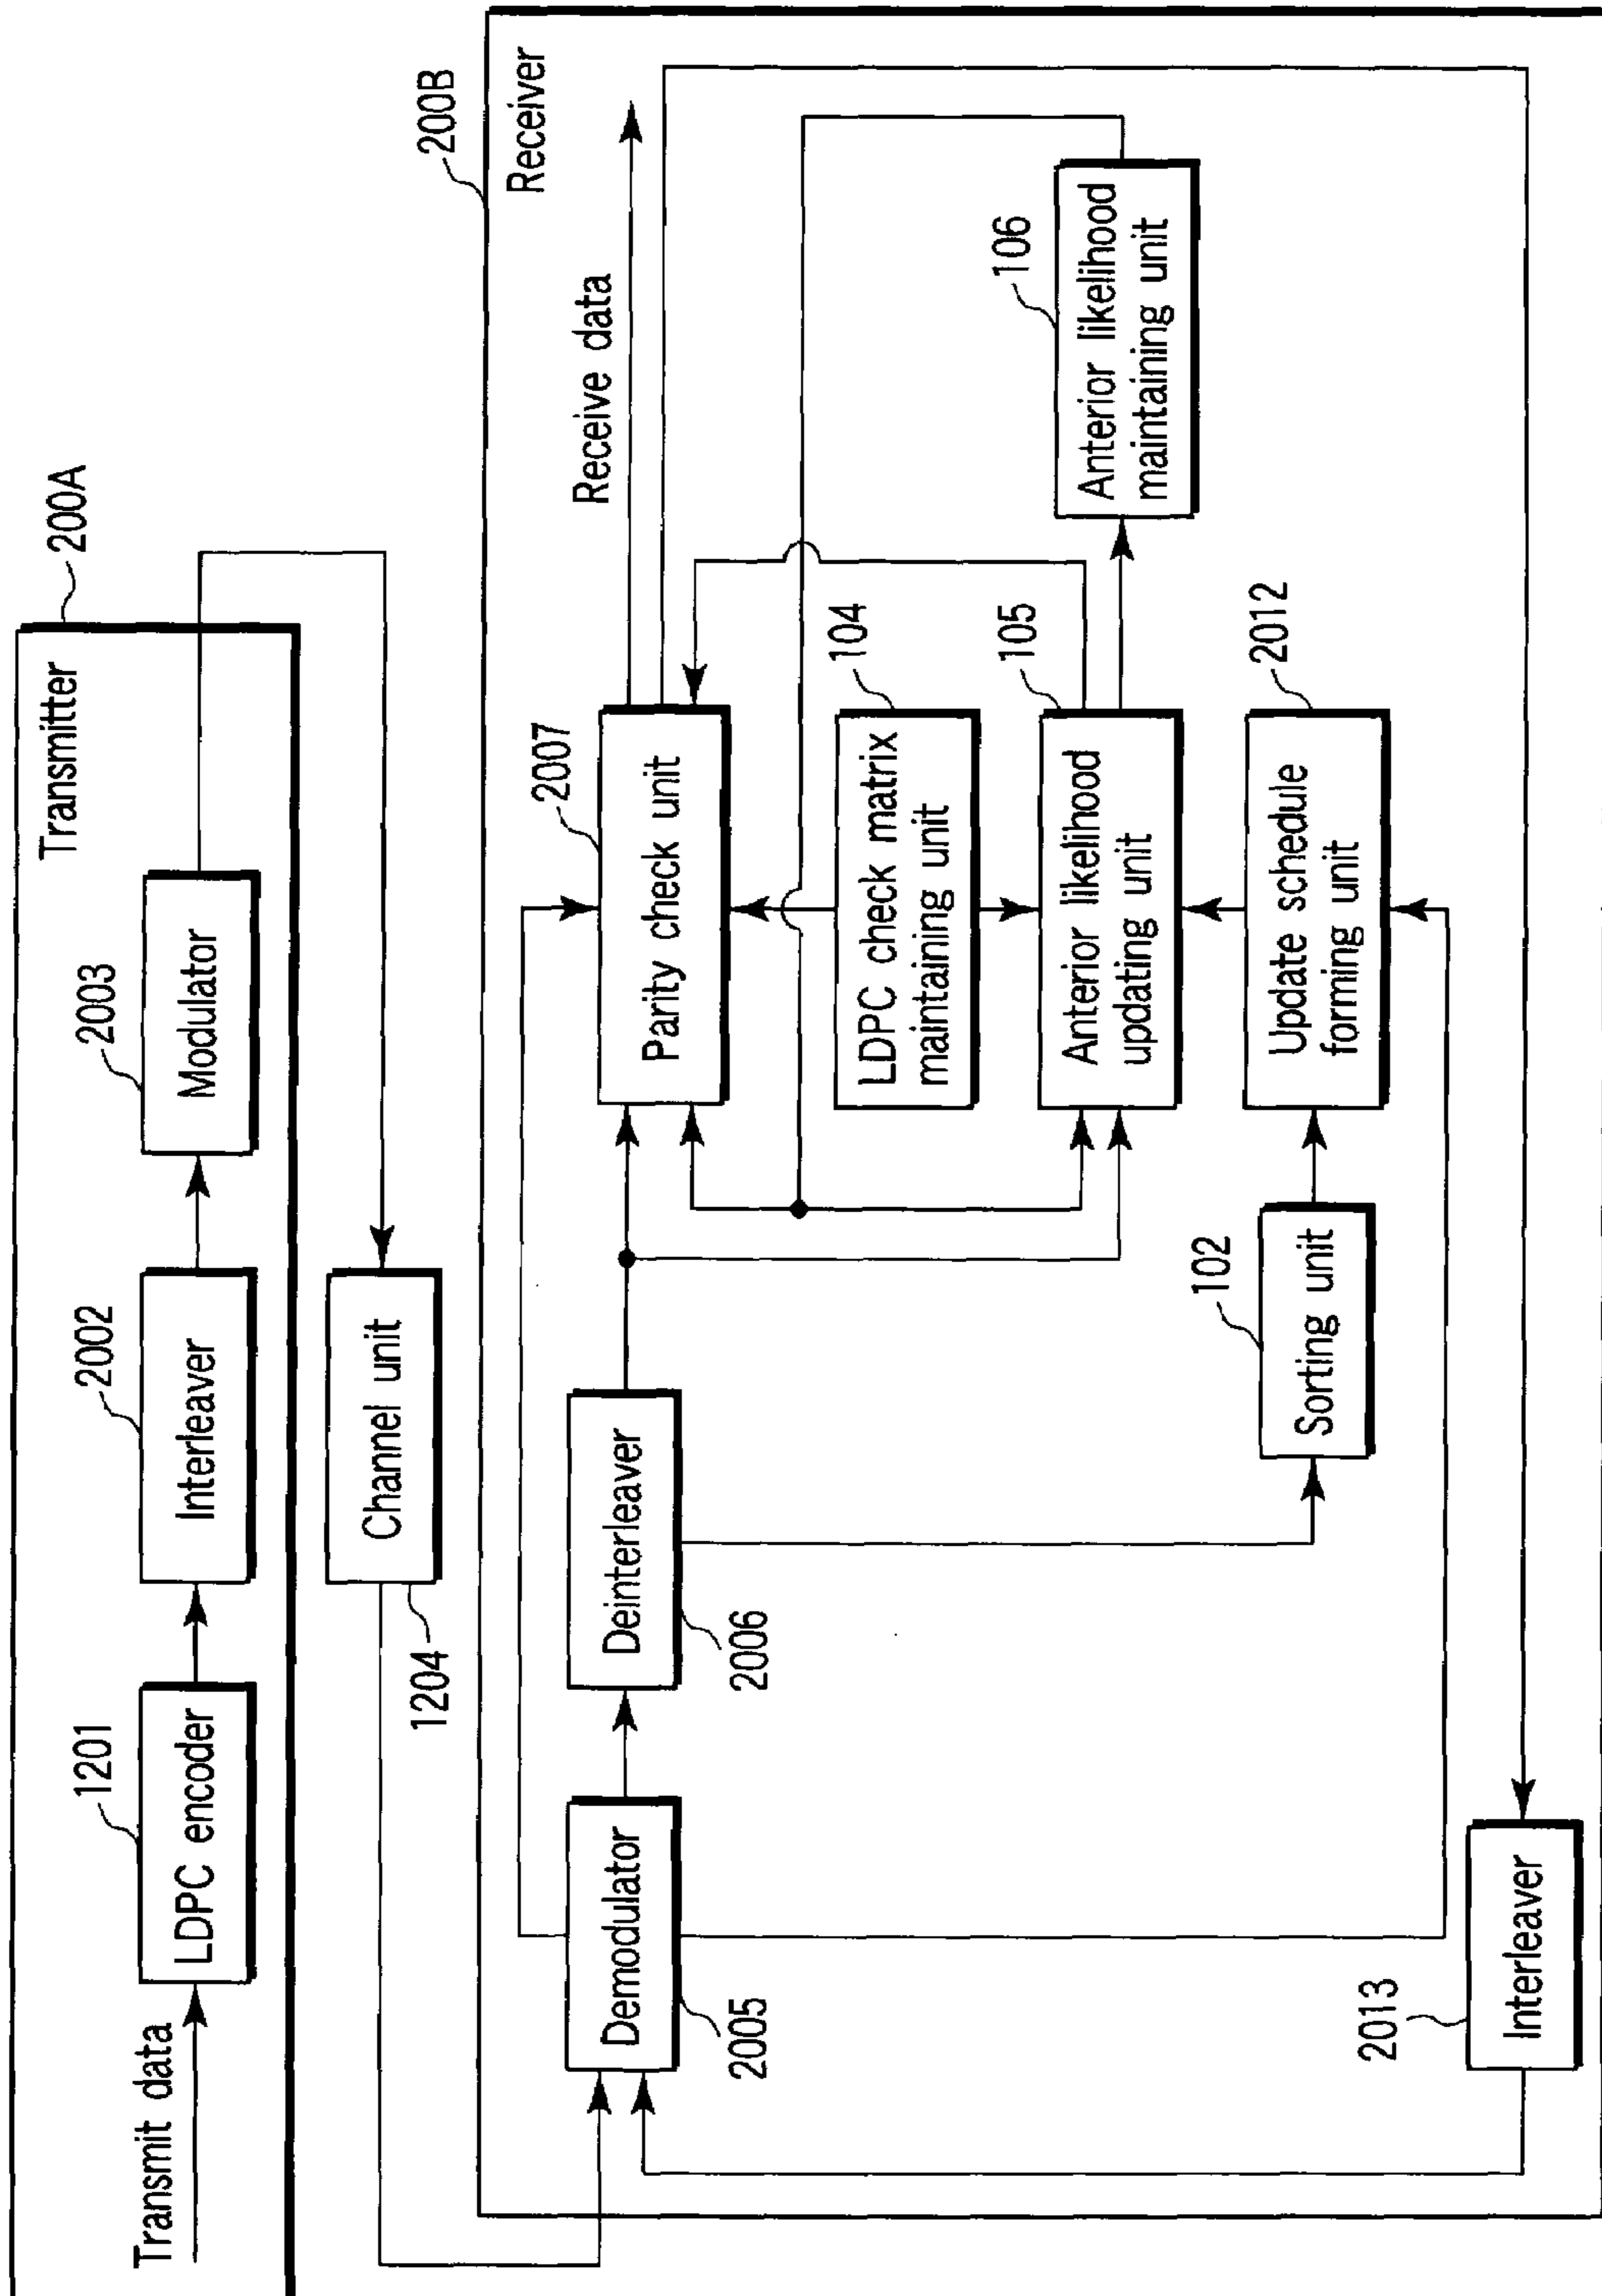 Transmitter
200A
Transmit data
1201
LDPC encoder
2002
Interleaver
2003
Modulator
Channel unit
1204
200B
Receiver
Demodulator
2005
Deinterleaver
2006
2007
Parity check unit
Receive data
104
LDPC check matrix
maintaining unit
105
Anterior likelihood
updating unit
106
Anterior likelihood
maintaining unit
102
Sorting unit
2012
Update schedule
forming unit
2013
Interleaver